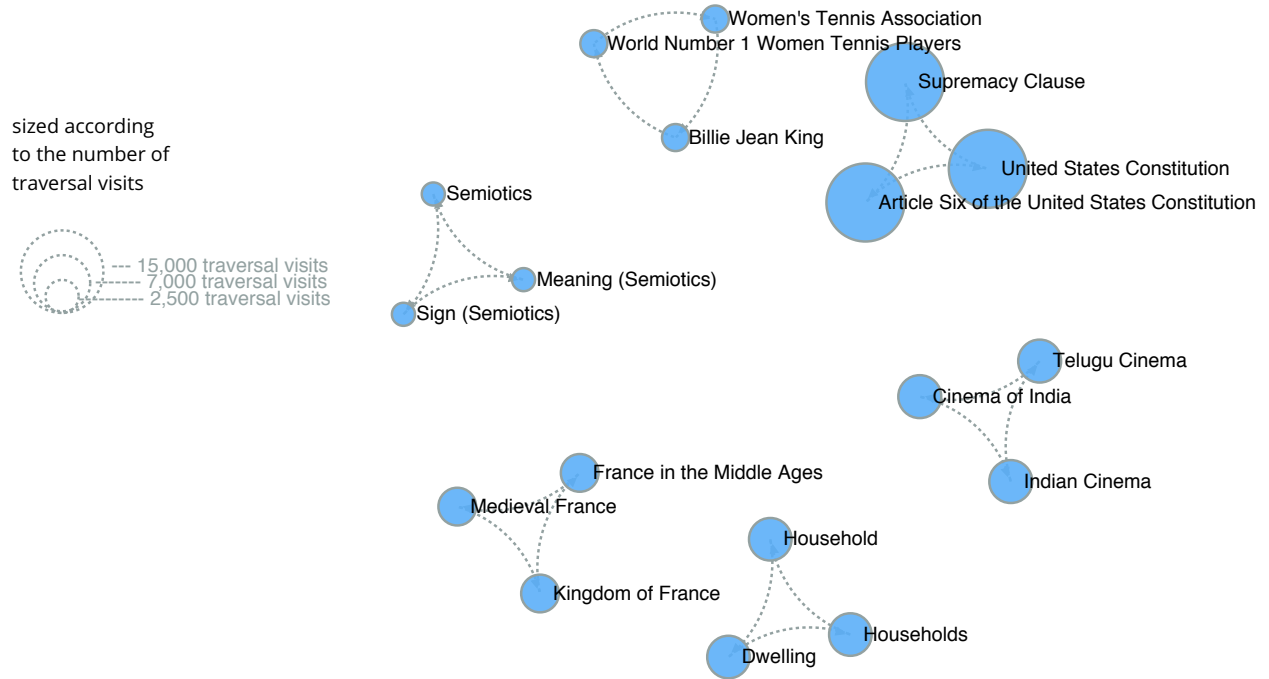 Women's Tennis Association
World Number 1 Women Tennis Players
Supremacy Clause
sized according
to the number of
traversal visits
Billie Jean King
United States Constitution
Semiotics
Article Six of the United States Constitution
15,000 traversal visits
7,000 traversal visits
2,500 traversal visits
Meaning (Semiotics)
Sign (Semiotics)
Telugu Cinema
Cinema of India
France in the Middle Ages
Indian Cinema
Medieval France
Household
Kingdom of France
Households
Dwelling